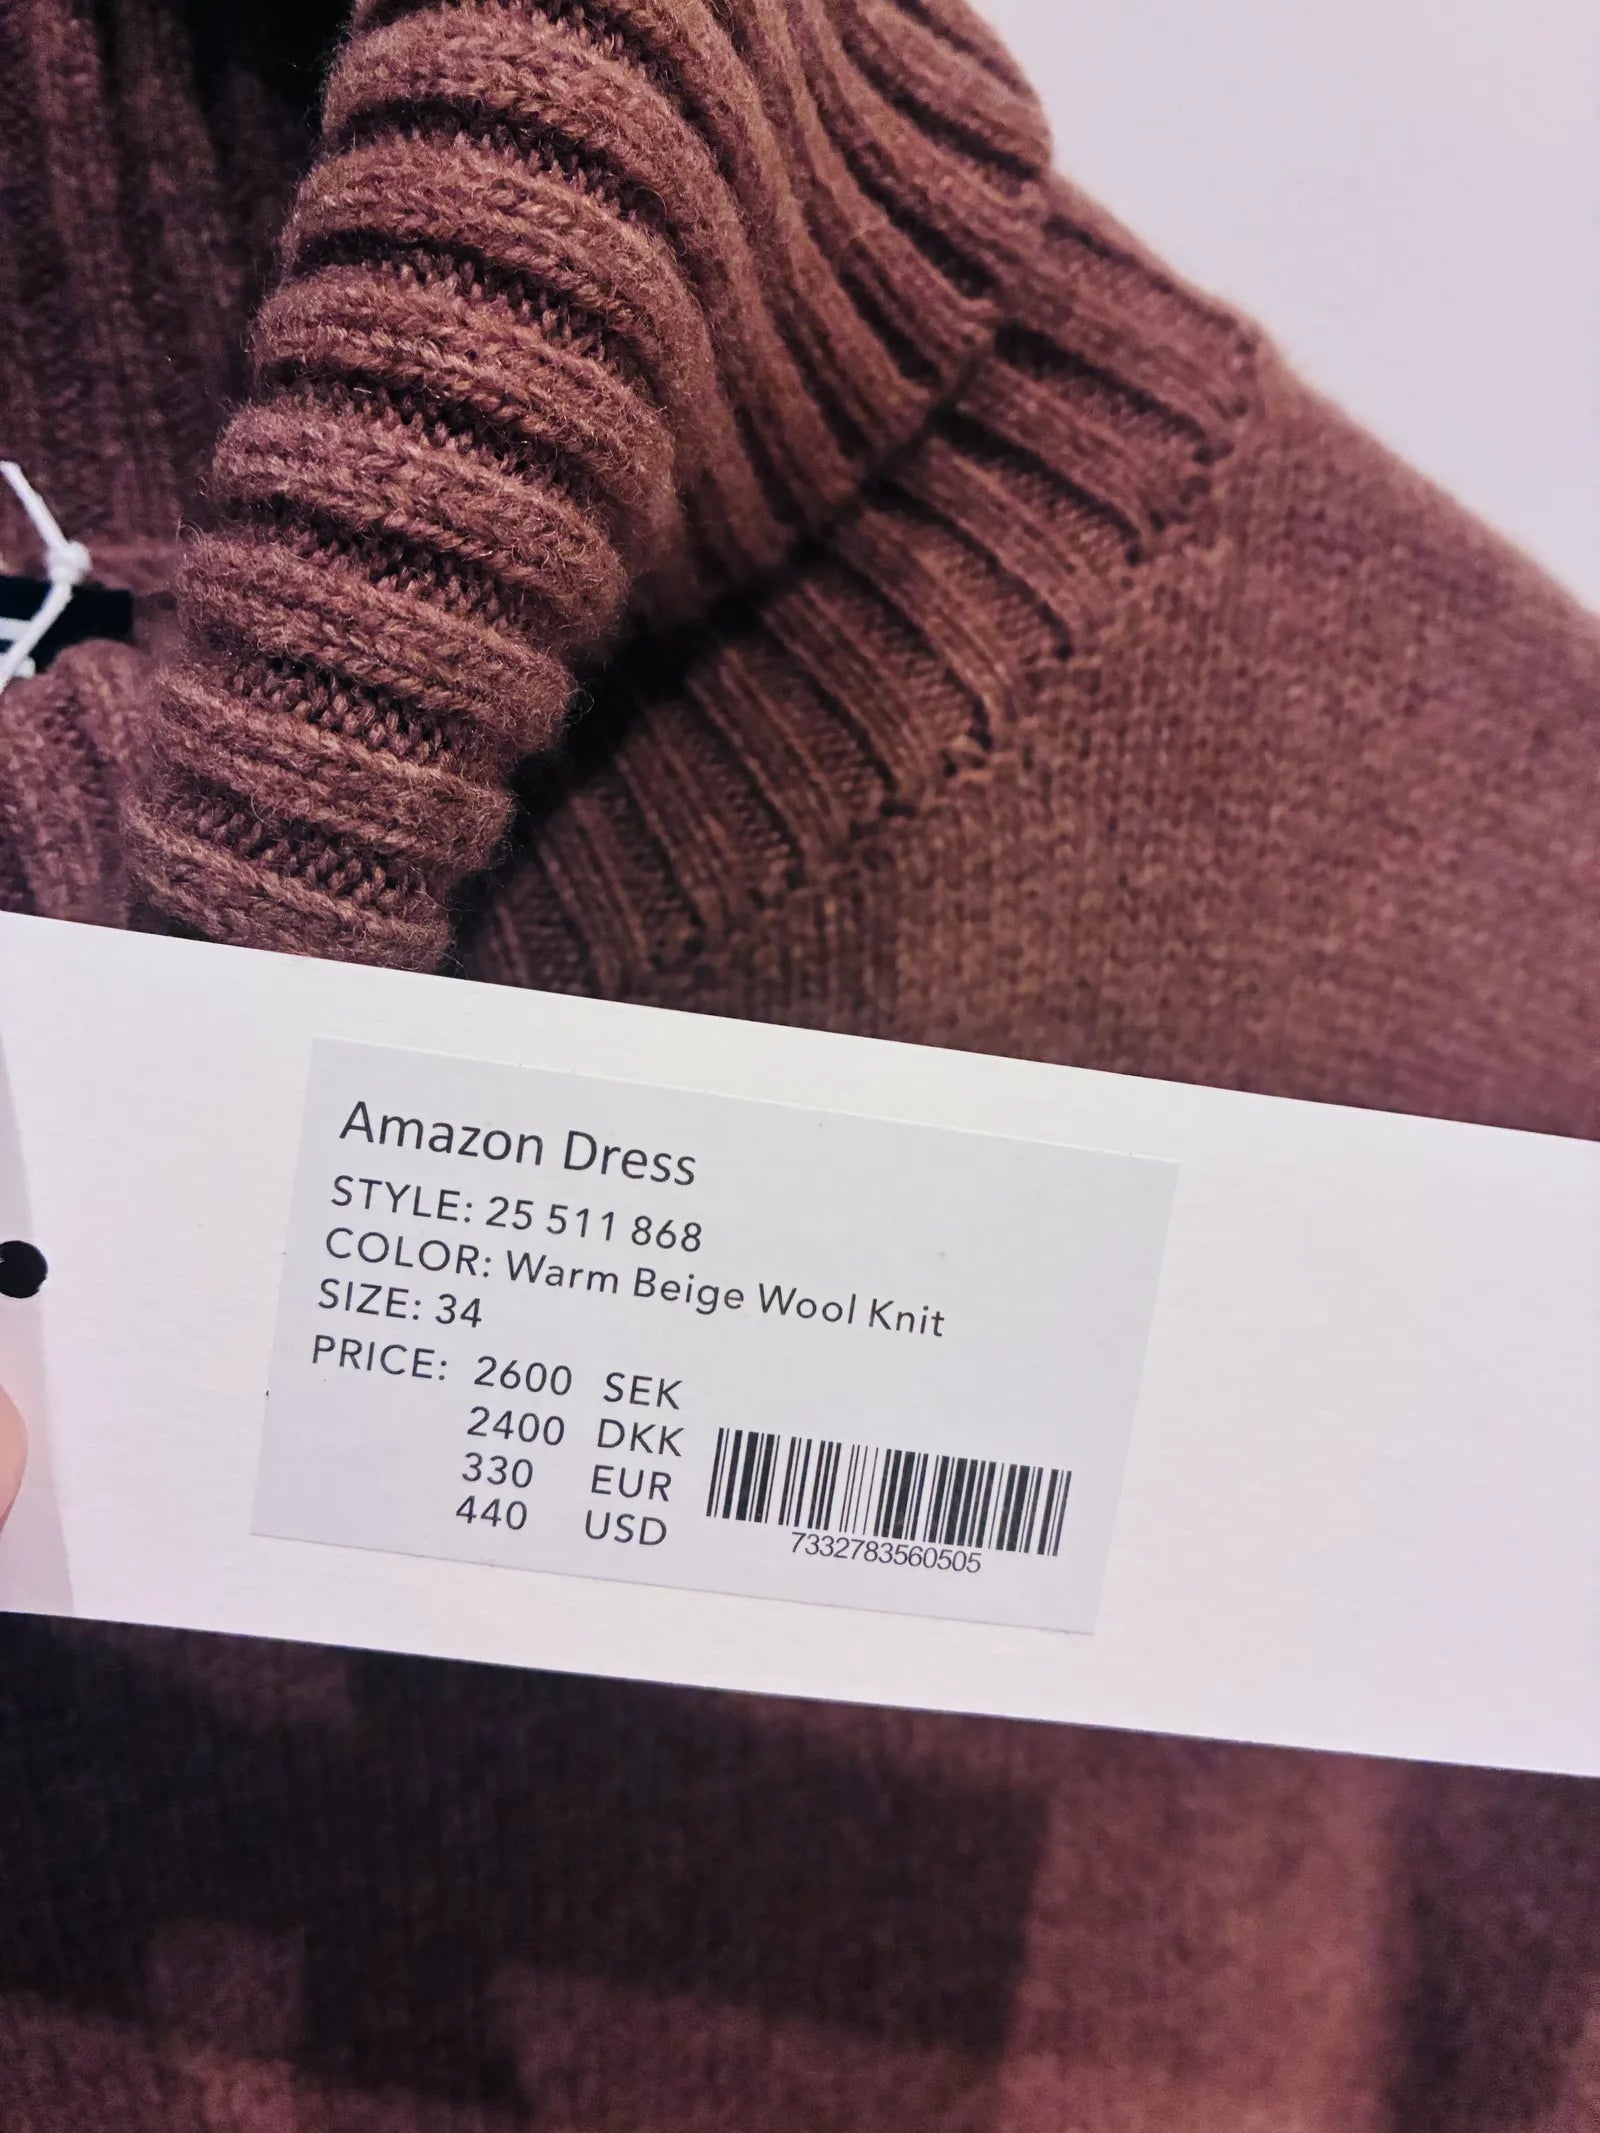 Amazon Dress
STYLE: 25 511 868
COLOR: Warm Beige Wool Knit
SIZE: 34
PRICE: 2600 SEK
2400 DKK
330 EUR
440 USD
7332783560505